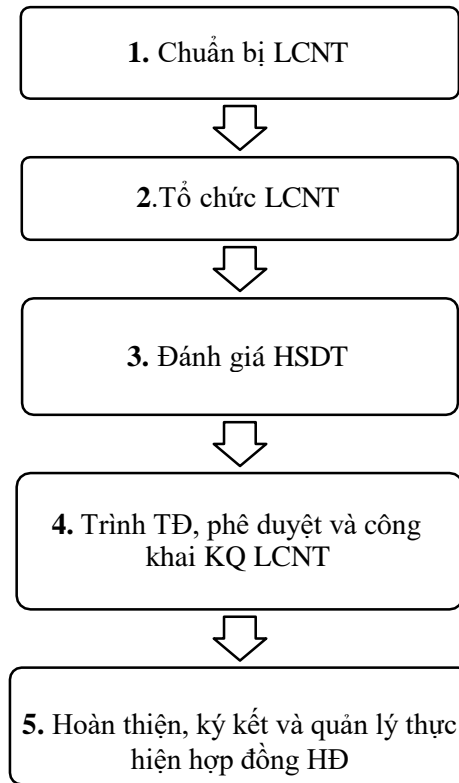 1. Chuẩn bị LCNT
2.Tổ chức LCNT
3. Đánh giá HSDT
4. Trình TĐ, phê duyệt và công
khai KQ LCNT
5. Hoàn thiện, ký kết và quản lý thực
hiện hợp đồng HĐ